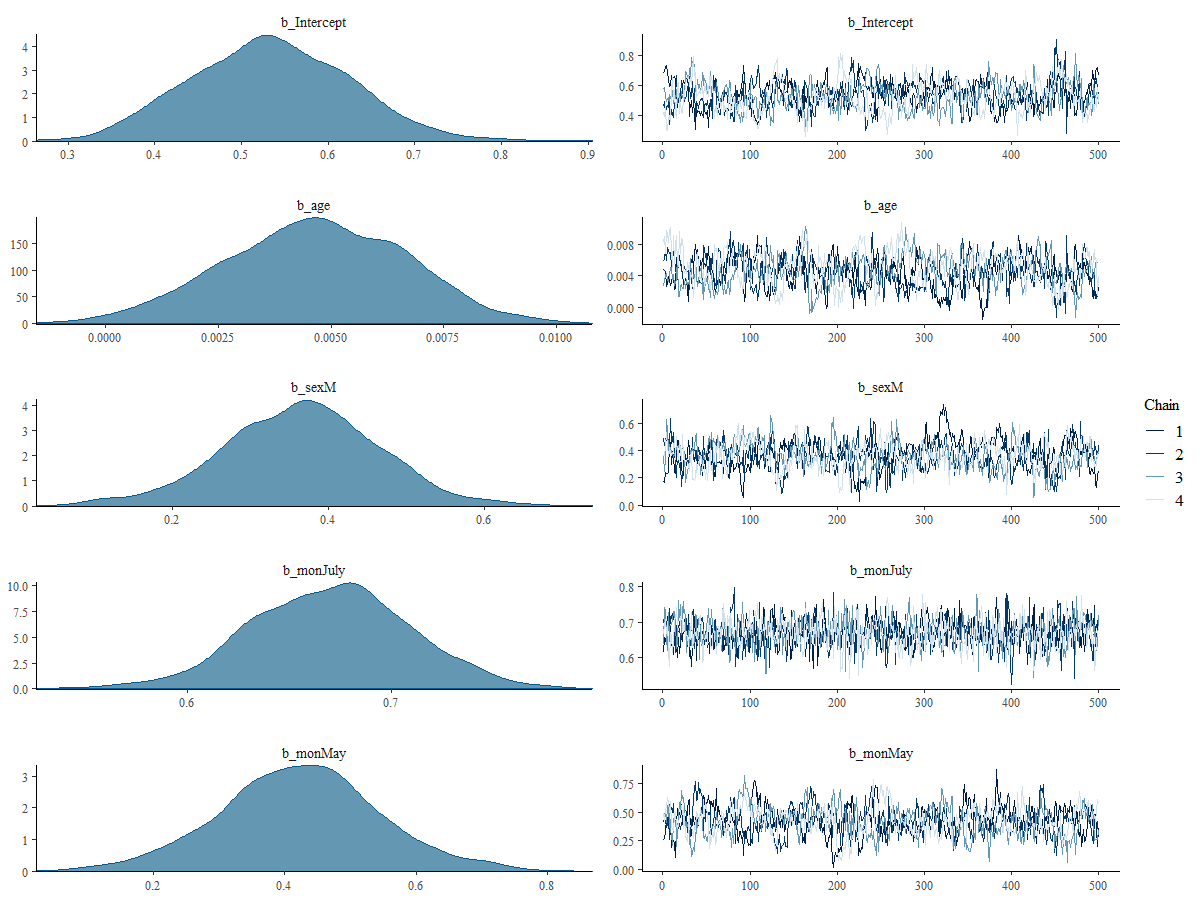 b_Intercept
4
3
2
1
0
0.3 0.4 0.5 0.6 0.7 0.8 0.9
b_Intercept
0.8
0.6
0.4
0 100 200 300 400 500
b_age
150
100
50
0
0.0000 0.0025 0.0050 0.0075 0.0100
b_age
0.008
0.004
0.000
0 100 200 300 400 500
b_sexM
4
3
2
1
0
0.2 0.4 0.6
b_sexM
0.6
0.4
0.2
0.0
0 100 200 300 400 500
Chain
1
2
3
4
b_monJuly
10.0
7.5
5.0
2.5
0.0
0.6 0.7
b_monJuly
0.8
0.7
0.6
0 100 200 300 400 500
b_monMay
3
2
1
0
0.2 0.4 0.6 0.8
b_monMay
0.75
0.50
0.25
0.00
0 100 200 300 400 500